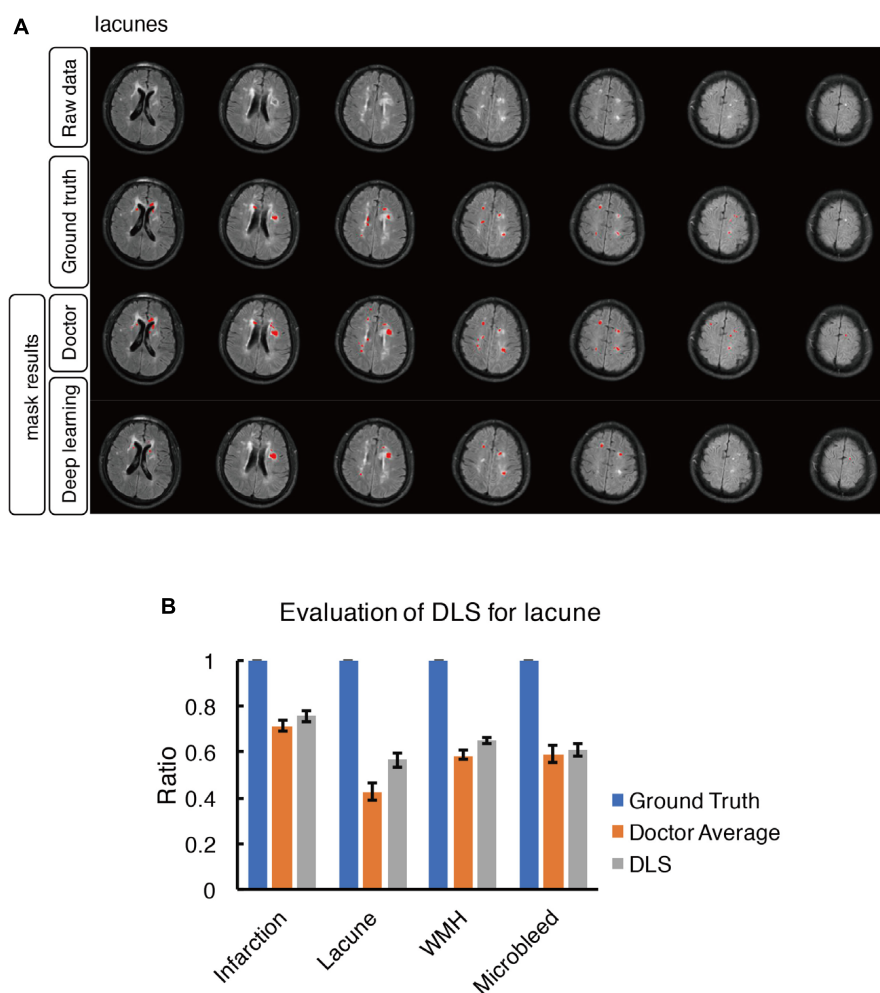 A
lacunes
Raw data
Ground truth
mask results
Doctor
Deep learning
B
Evaluation of DLS for lacune
Ratio
1
0.8
0.6
0.4
0.2
0
Infarction
Lacune
WMH
Microbleed
Ground Truth
Doctor Average
DLS